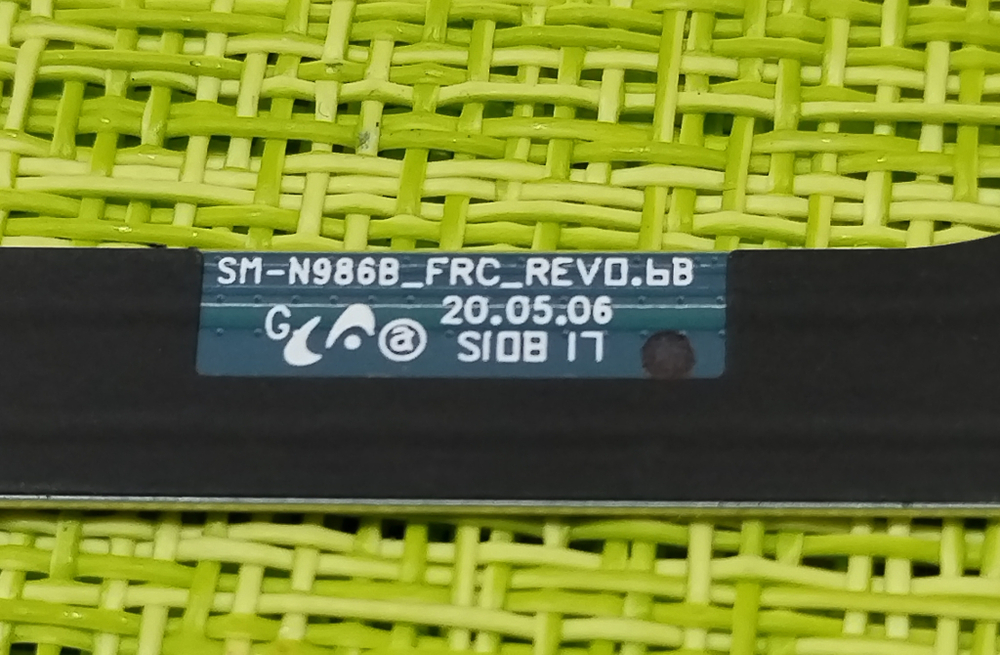 SM-N986B_FRC_REV0.6B
20.05.06
G @
S10B 17